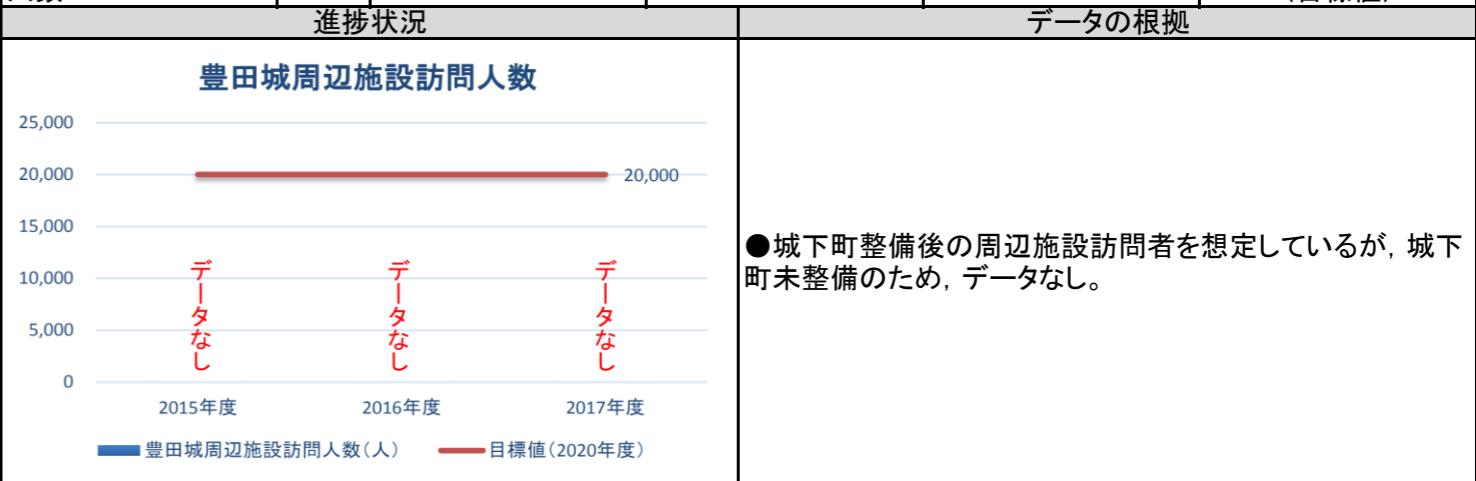 進捗状況
データの根拠
豊田城周辺施設訪問人数
25,000
20,000
20,000
15,000
10,000
5,000
0
データなし
データなし
データなし
2015年度
2016年度
2017年度
豊田城周辺施設訪問人数(人)
目標値(2020年度)
●城下町整備後の周辺施設訪問者を想定しているが, 城下
町未整備のため, データなし。